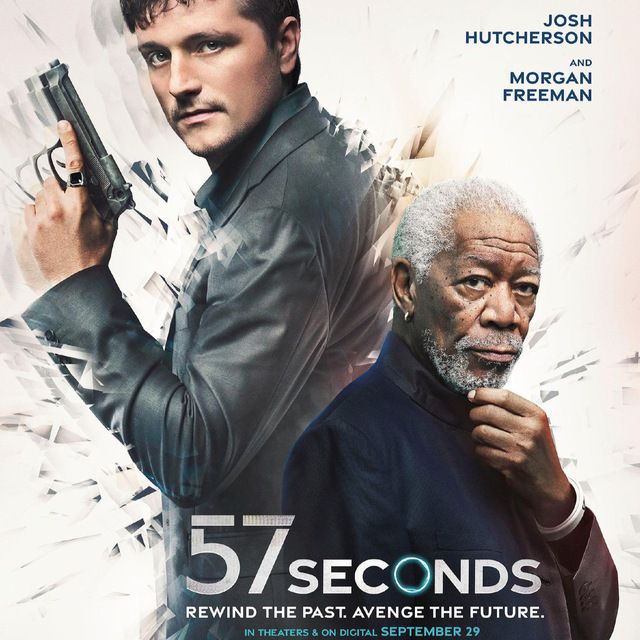 JOSH
HUTCHERSON
AND
MORGAN
FREEMAN
57 SECONDS
REWIND THE PAST. AVENGE THE FUTURE.
IN THEATERS & ON DIGITAL SEPTEMBER 29